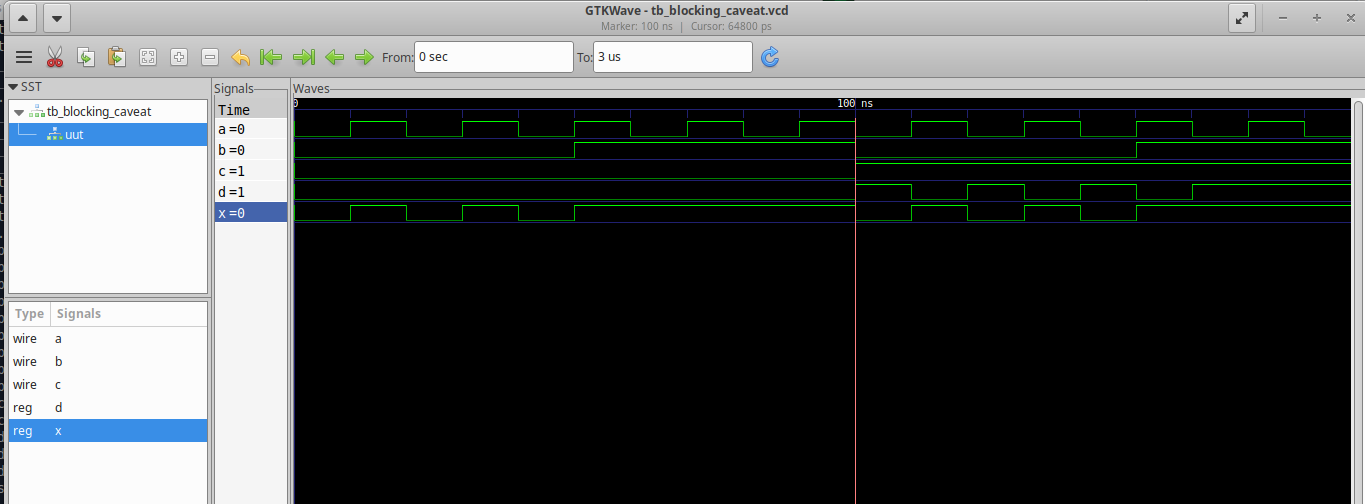 GTKWave - tb_blocking_caveat.vcd
Marker: 100 ns | Cursor: 64800 ps
From: 0 sec To: 3 us
SST
tb_blocking_caveat
uut
Type Signals
wire a
wire b
wire c
reg d
reg x
Signals
Time
a =0
b =0
c =1
d =1
x =0
Waves
0 100 ns